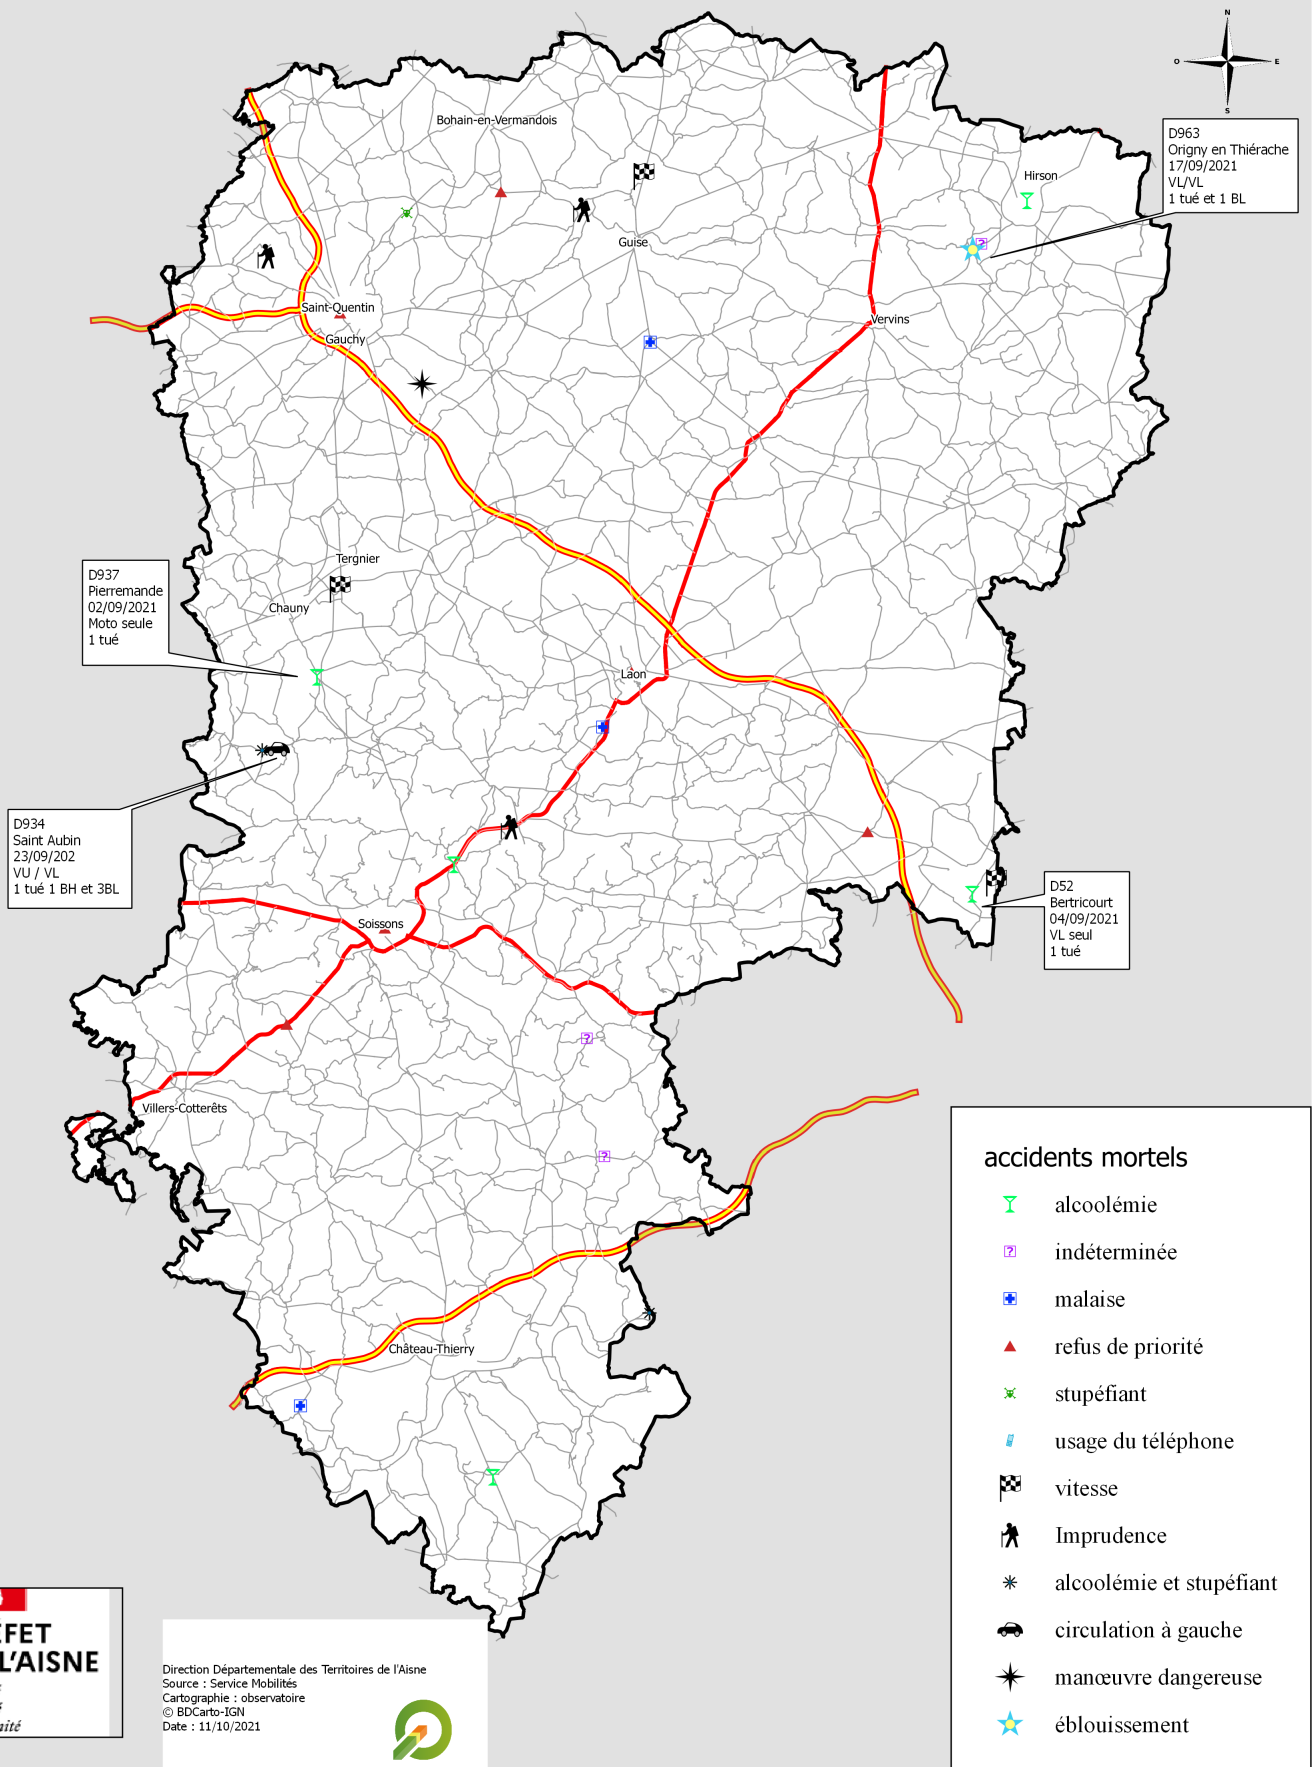 N
O
E
S
D963
Origny en Thiérache
17/09/2021
VL/VL
1 tué et 1 BL
Bohain-en-Vermandois
Hirson
Guise
Saint-Quentin
Gauchy
Vervins
D937
Pierremande
02/09/2021
Moto seule
1 tué
Tergnier
Chauny
Laon
D934
Saint Aubin
23/09/202
VU / VL
1 tué 1 BH et 3BL
D52
Bertricourt
04/09/2021
VL seul
1 tué
Soissons
Villers-Cotterêts
Château-Thierry
accidents mortels
alcoolémie
? indéterminée
malaise
refus de priorité
stupéfiant
usage du téléphone
vitesse
Imprudence
alcoolémie et stupéfiant
circulation à gauche
manœuvre dangereuse
éblouissement
FET
L'AISNE
ité
Direction Départementale des Territoires de l'Aisne
Source : Service Mobilités
Cartographie : observatoire
© BDCarto-IGN
Date : 11/10/2021